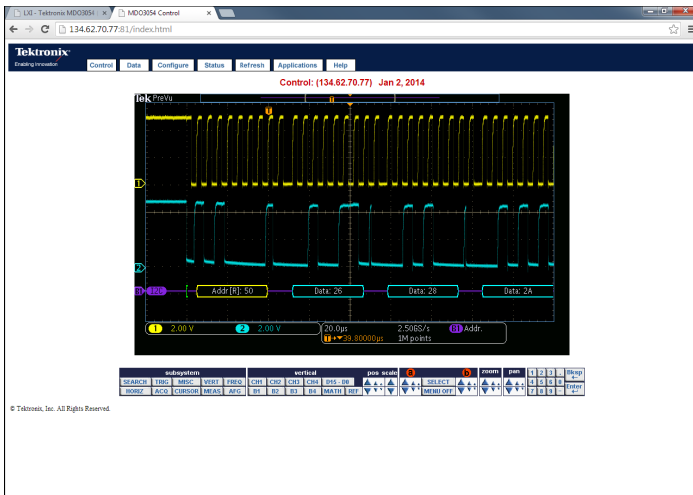 LXI - Tektronix MDO3054
MDO3054 Control
134.62.70.77:81/index.html
Tektronix
Enabling Innovation
Control Data Configure Status Refresh Applications Help
Control: (134.62.70.77) Jan 2, 2014
Tek PreVu
T
T
1
2
B1 I2C Addr[R]: 50 Data: 26 Data: 28 Data: 2A
1 2.00 V 2 2.00 V 20.0µs 2.50GS/s B1 Addr.
T→▼39.80000µs 1M points
subsystem vertical pos scale a b zoom pan
SEARCH TRIG MISC VERT FREQ CH1 CH2 CH3 CH4 D15 - D0 SELECT 1 2 3 . Bksp
HORIZ ACQ CURSOR MEAS AFG B1 B2 B3 B4 MATH REF MENU OFF 4 5 6 0 Enter
7 8 9 -
© Tektronix, Inc. All Rights Reserved.